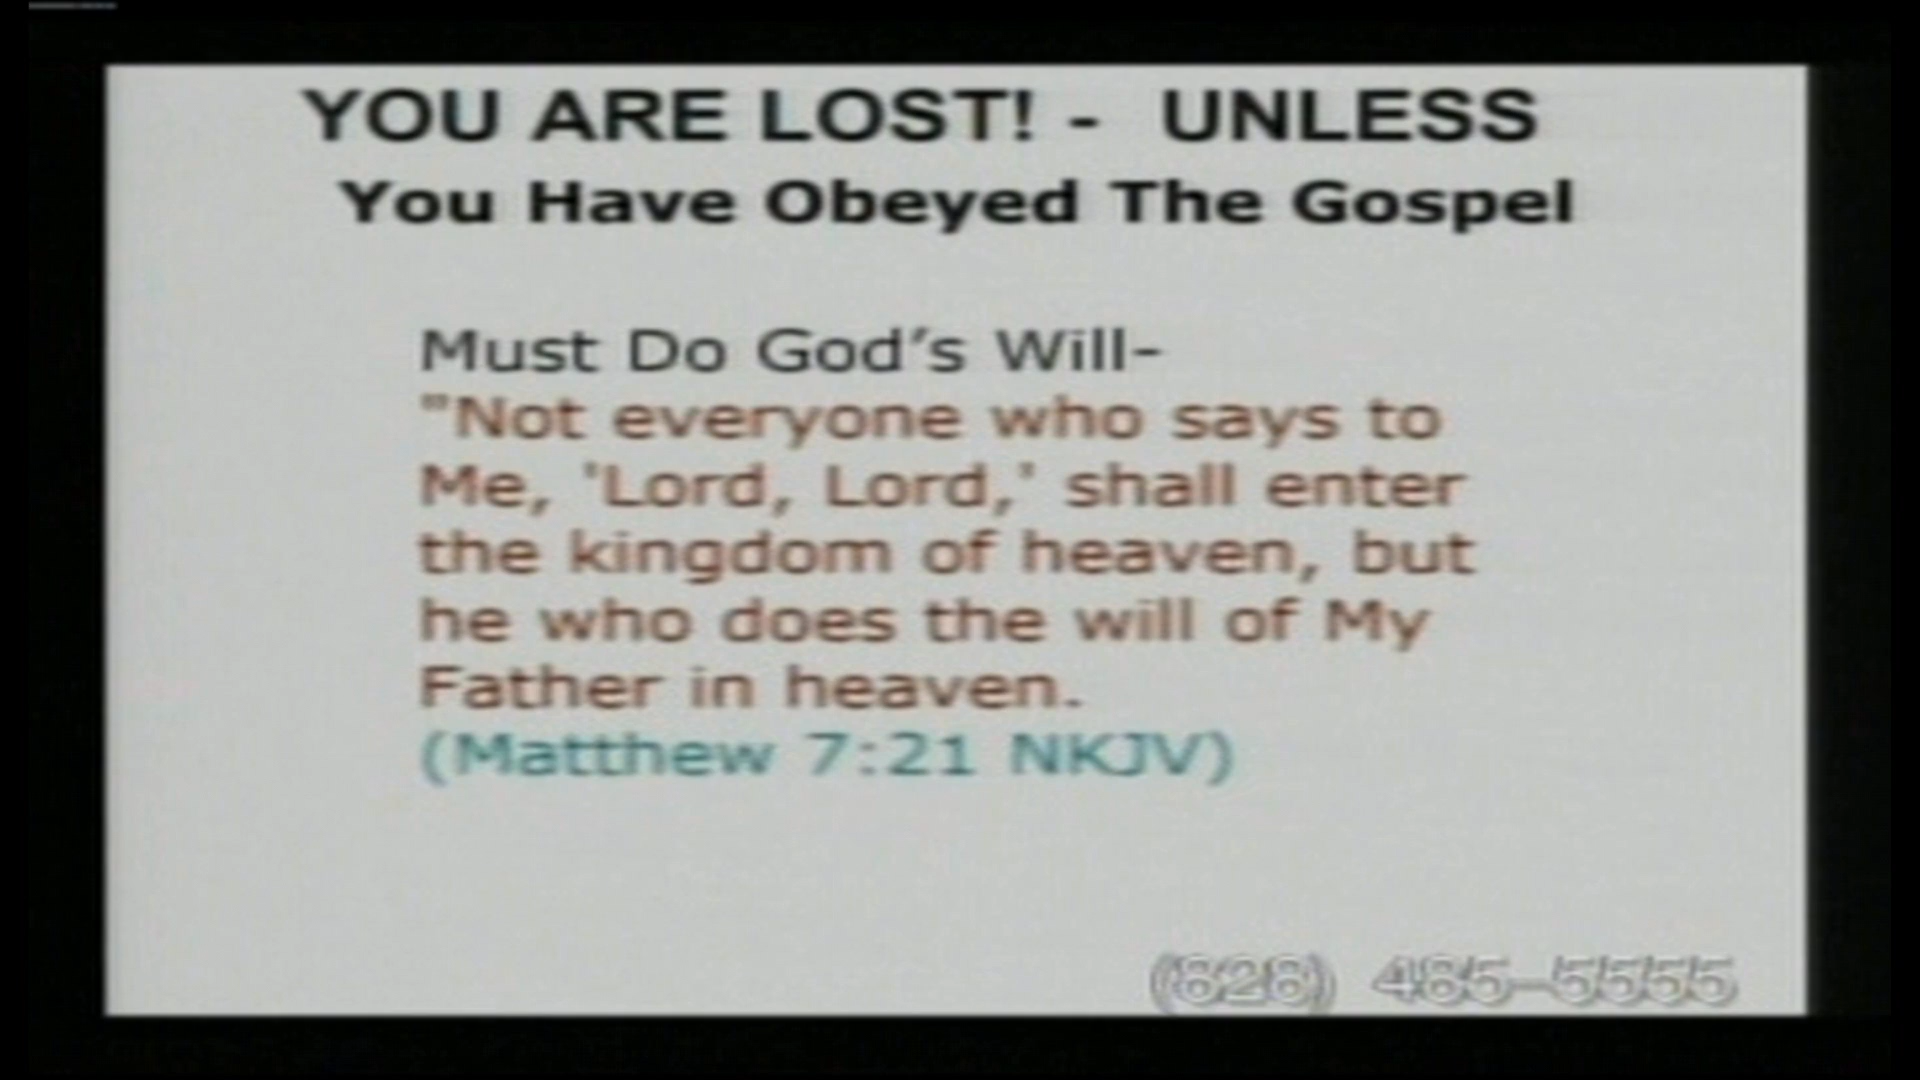 YOU ARE LOST! - UNLESS
You Have Obeyed The Gospel
Must Do God's Will-
"Not everyone who says to
Me, 'Lord, Lord,' shall enter
the kingdom of heaven, but
he who does the will of My
Father in heaven.
(Matthew 7:21 NKJV)
(828) 485-5555